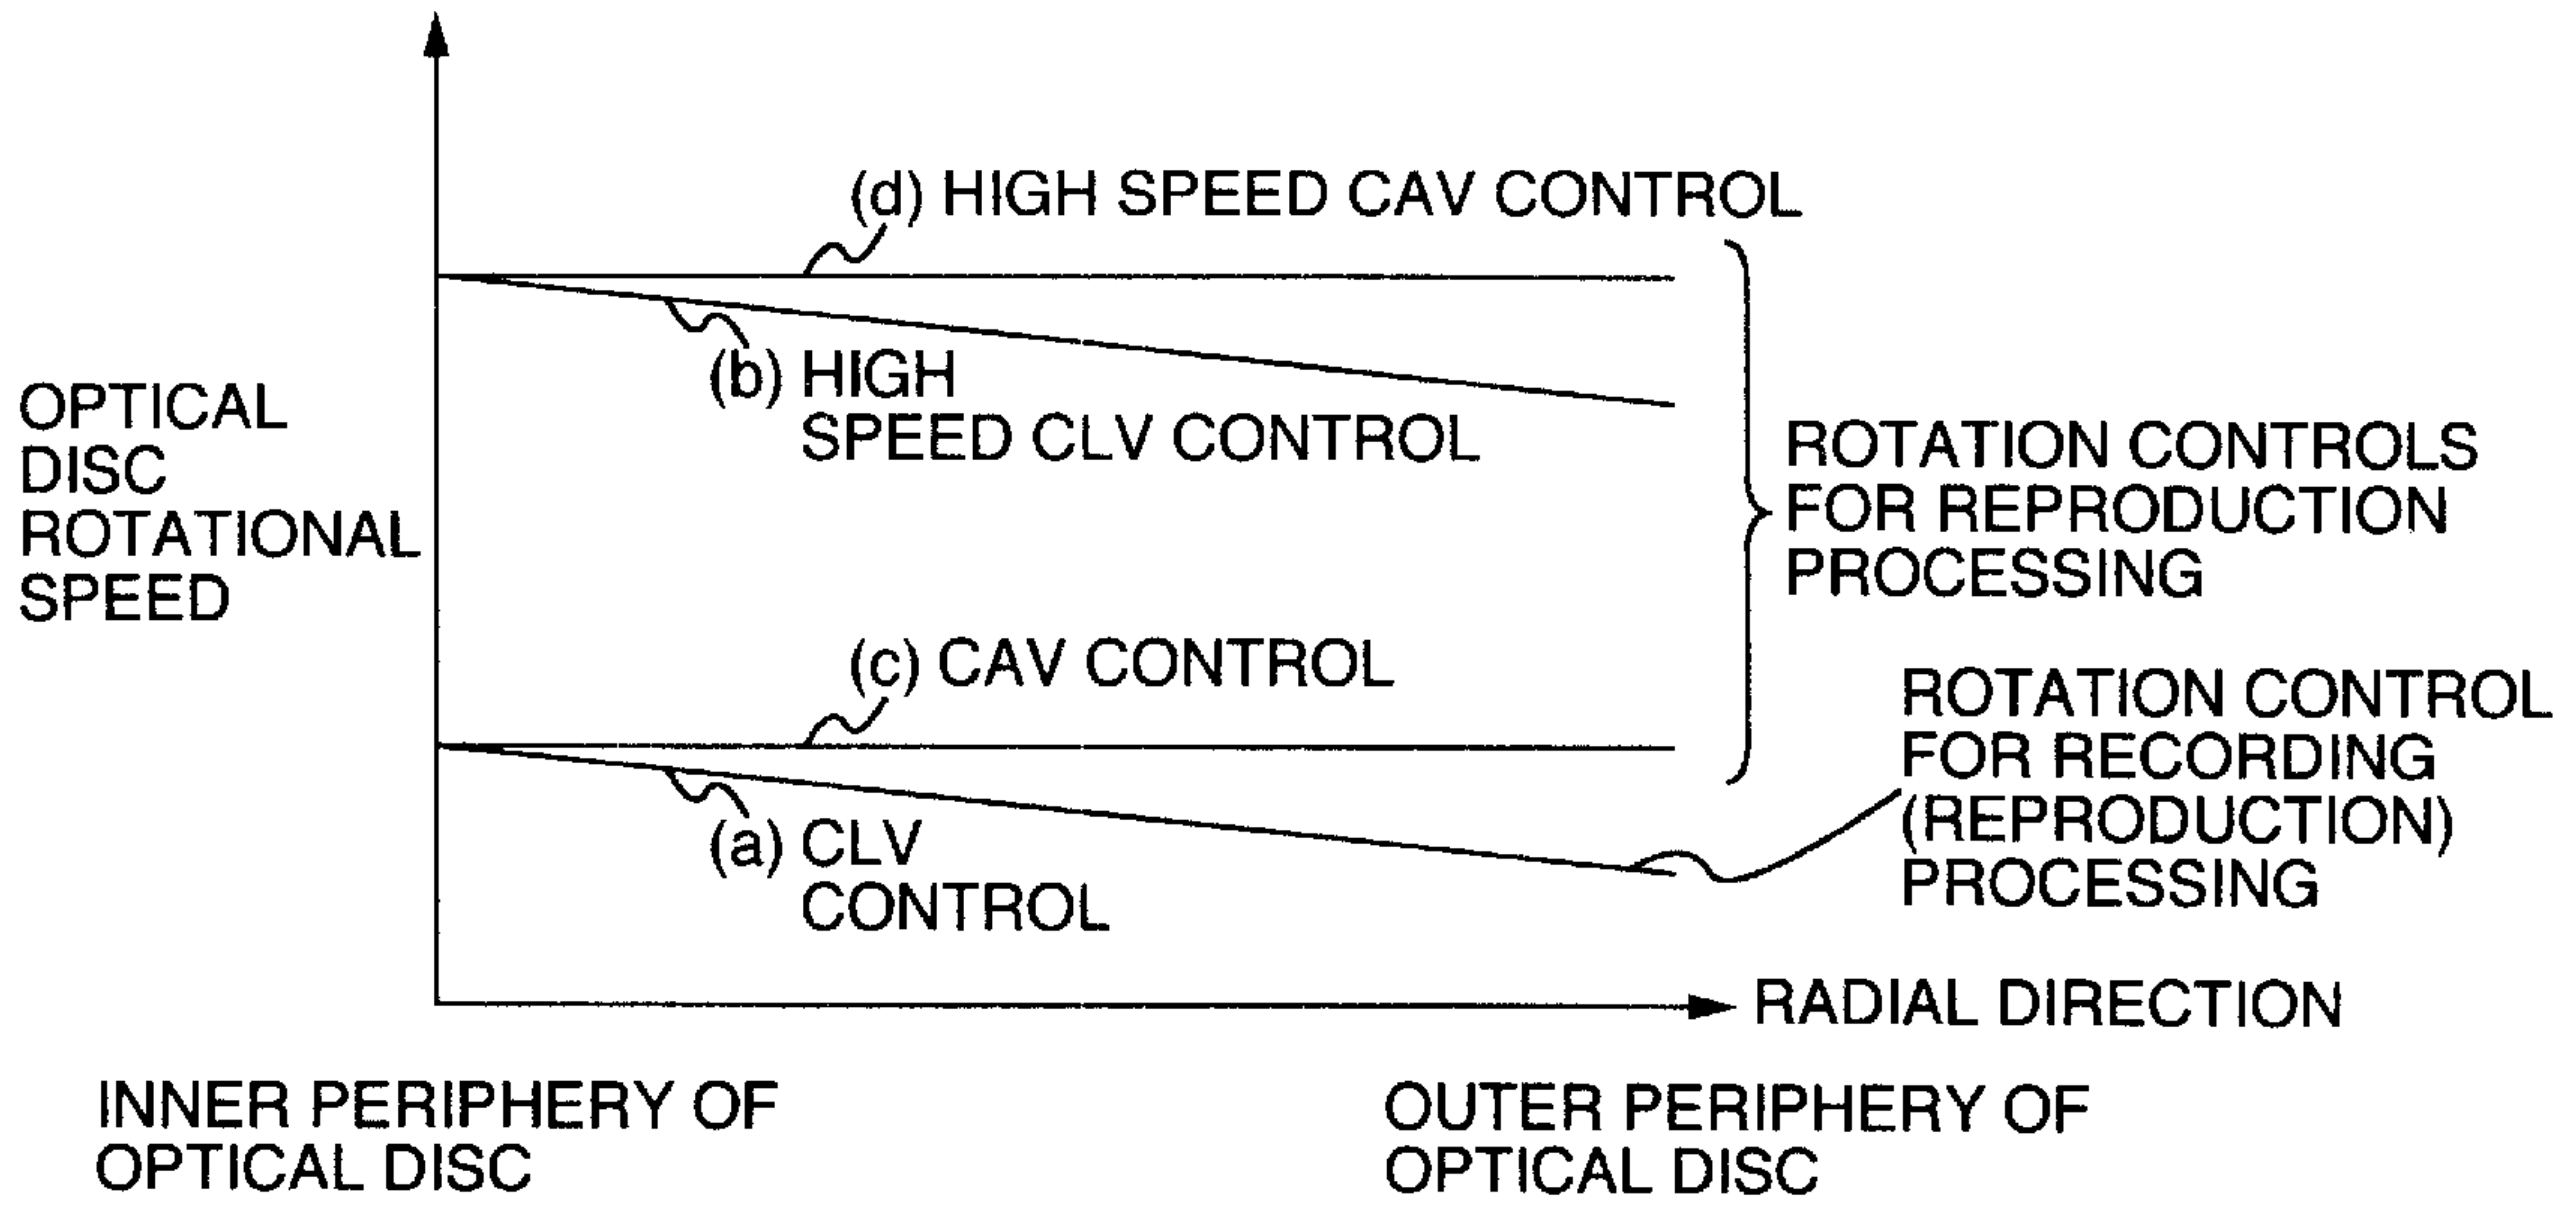 (d) HIGH SPEED CAV CONTROL
(b) HIGH
SPEED CLV CONTROL
OPTICAL
DISC
ROTATIONAL
SPEED
ROTATION CONTROLS
FOR REPRODUCTION
PROCESSING
(c) CAV CONTROL
ROTATION CONTROL
FOR RECORDING
(REPRODUCTION)
PROCESSING
(a) CLV
CONTROL
RADIAL DIRECTION
INNER PERIPHERY OF
OPTICAL DISC
OUTER PERIPHERY OF
OPTICAL DISC